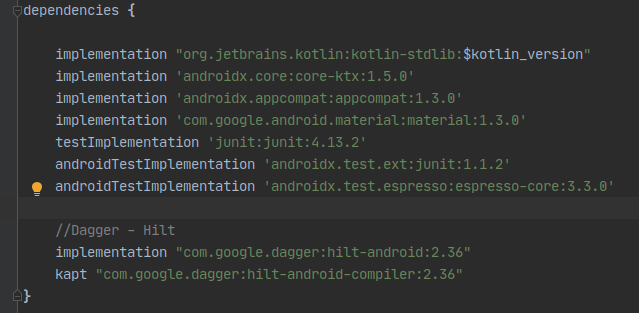 dependencies {
implementation "org.jetbrains.kotlin:kotlin-stdlib:$kotlin_version"
implementation 'androidx.core:core-ktx:1.5.0'
implementation 'androidx.appcompat:appcompat:1.3.0'
implementation 'com.google.android.material:material:1.3.0'
testImplementation 'junit:junit:4.13.2'
androidTestImplementation 'androidx.test.ext:junit:1.1.2'
androidTestImplementation 'androidx.test.espresso:espresso-core:3.3.0'
//Dagger - Hilt
implementation "com.google.dagger:hilt-android:2.36"
kapt "com.google.dagger:hilt-android-compiler:2.36"
}